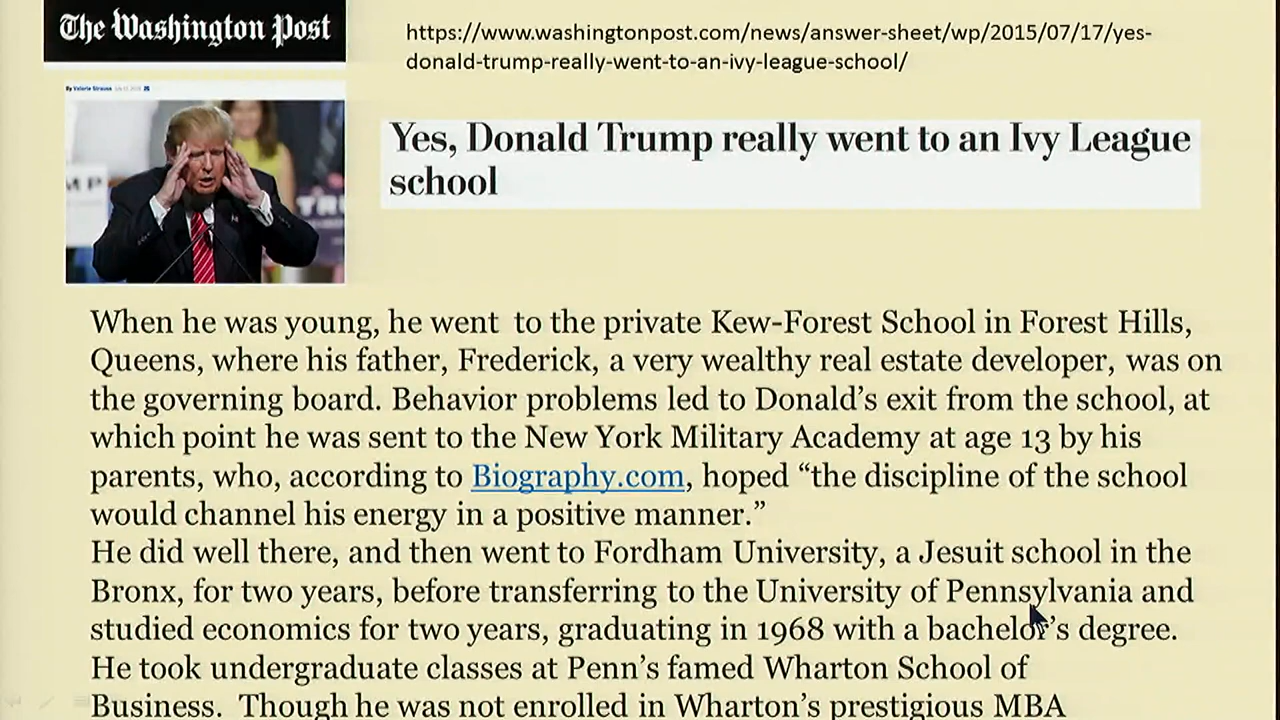 The Washington Post
https://www.washingtonpost.com/news/answer-sheet/wp/2015/07/17/yes-
donald-trump-really-went-to-an-ivy-league-school/
By Valerie Strauss
Yes, Donald Trump really went to an Ivy League
school
MP
TRU
When he was young, he went to the private Kew-Forest School in Forest Hills,
Queens, where his father, Frederick, a very wealthy real estate developer, was on
the governing board. Behavior problems led to Donald’s exit from the school, at
which point he was sent to the New York Military Academy at age 13 by his
parents, who, according to Biography.com, hoped “the discipline of the school
would channel his energy in a positive manner.”
He did well there, and then went to Fordham University, a Jesuit school in the
Bronx, for two years, before transferring to the University of Pennsylvania and
studied economics for two years, graduating in 1968 with a bachelor’s degree.
He took undergraduate classes at Penn’s famed Wharton School of
Business. Though he was not enrolled in Wharton’s prestigious MBA